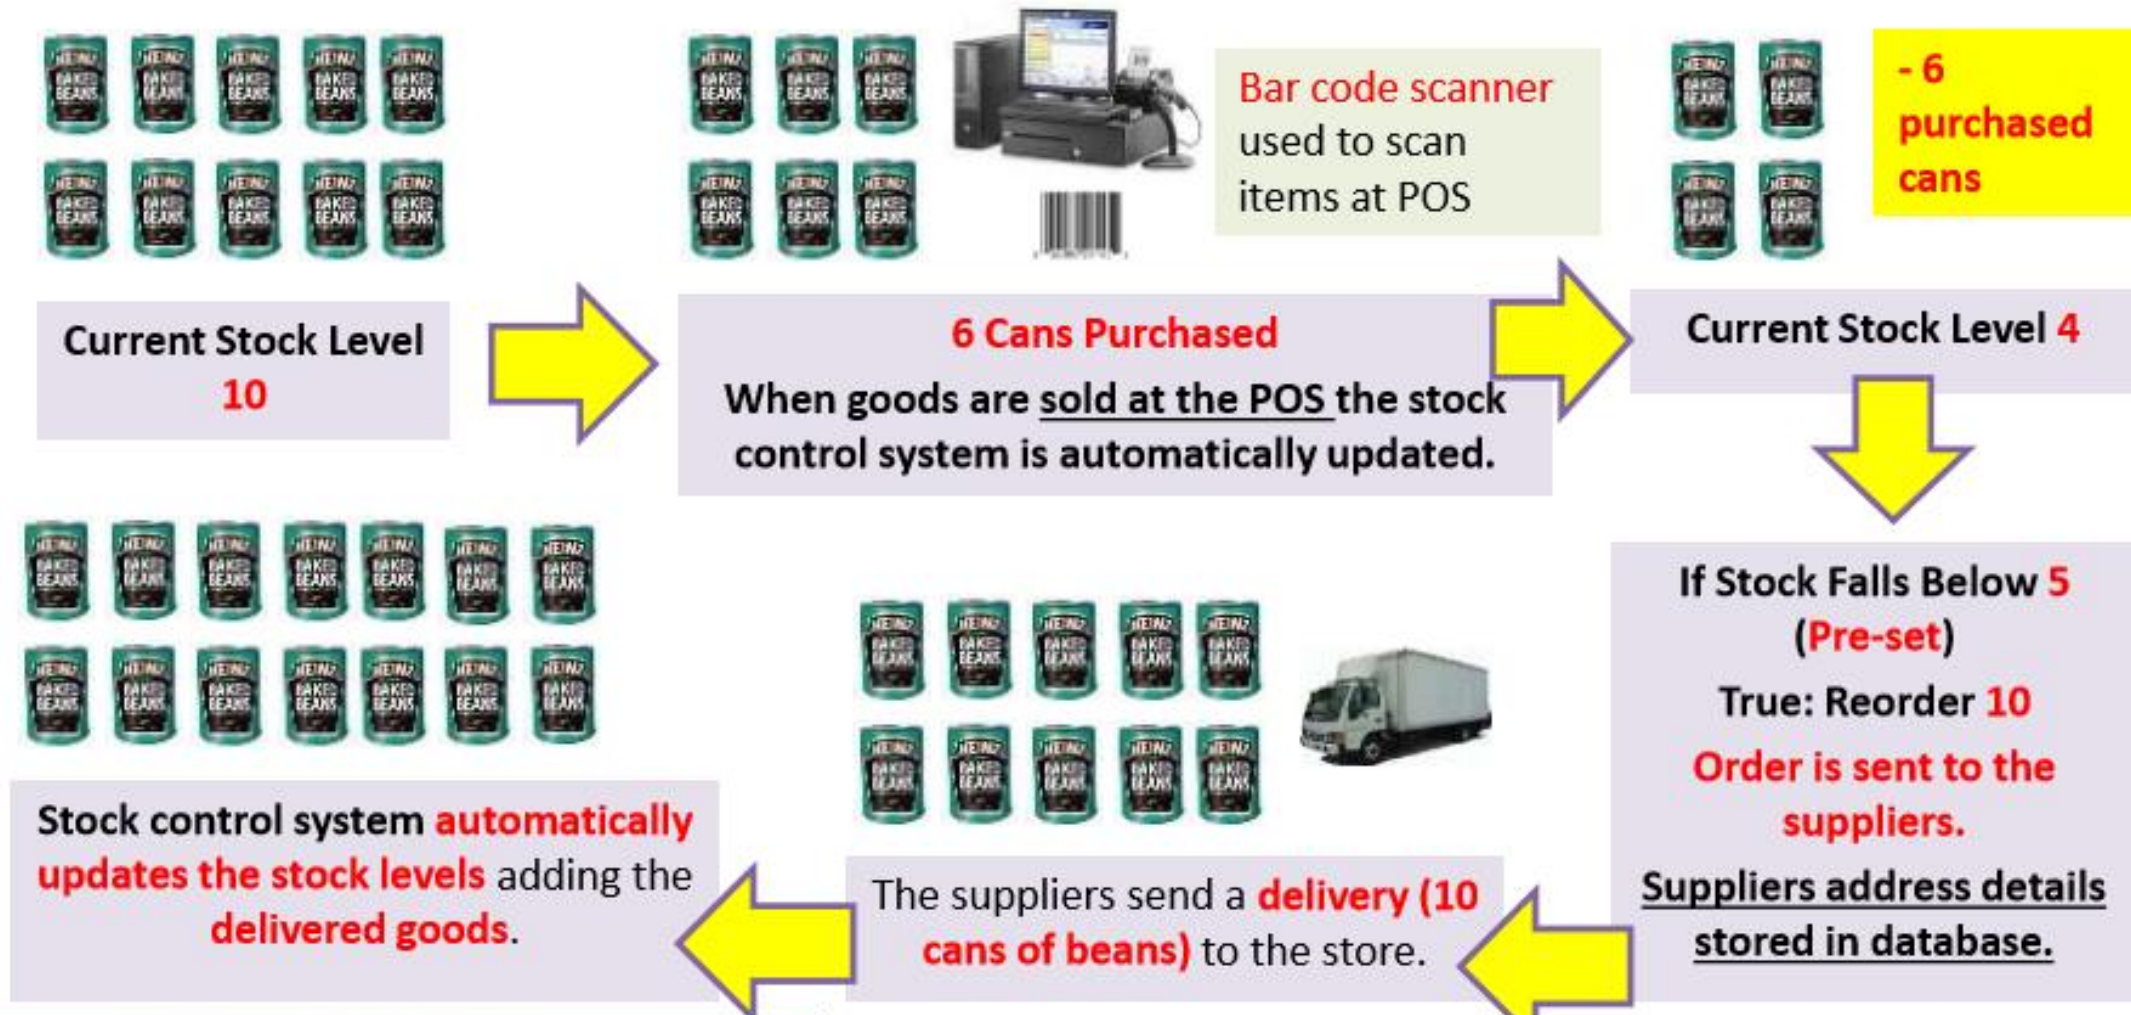 HEINZ BAKED BEANS
Current Stock Level
10
Bar code scanner
used to scan
items at POS
6 Cans Purchased
When goods are sold at the POS the stock
control system is automatically updated.
- 6
purchased
cans
Current Stock Level 4
If Stock Falls Below 5
(Pre-set)
True: Reorder 10
Order is sent to the
suppliers.
Suppliers address details
stored in database.
The suppliers send a delivery (10
cans of beans) to the store.
Stock control system automatically
updates the stock levels adding the
delivered goods.